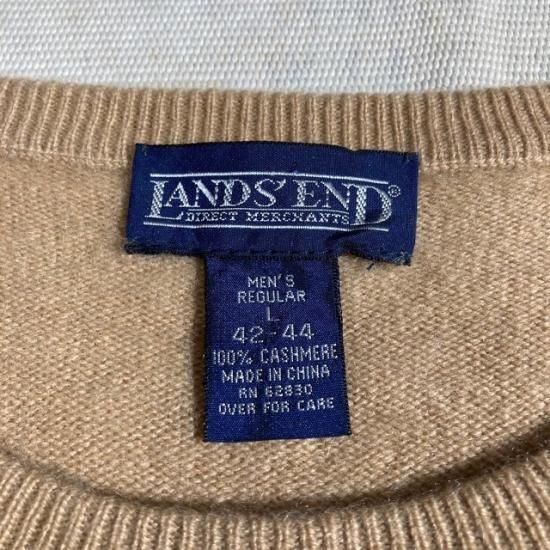 LANDS' END®
DIRECT MERCHANTS
MEN'S
REGULAR
L
42-44
100% CASHMERE
MADE IN CHINA
RN 62830
OVER FOR CARE